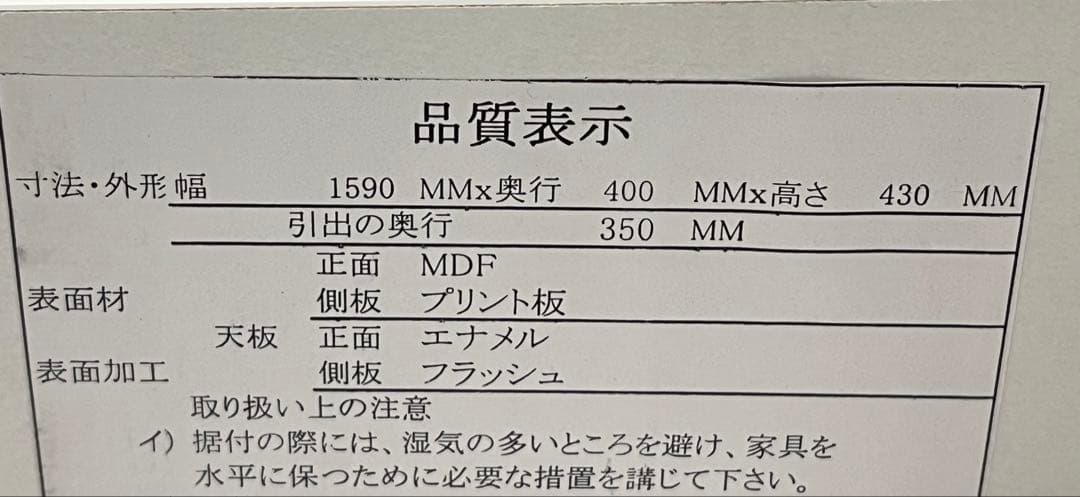 品質表示
寸法・外形 幅 1590 MMx奥行 400 MMx高さ 430 MM
引出の奥行 350 MM
正面 MDF
表面材 側板 プリント板
天板 正面 エナメル
表面加工 側板 フラッシュ
取り扱い上の注意
イ) 据付の際には、湿気の多いところを避け、家具を
水平に保つために必要な措置を講じて下さい。